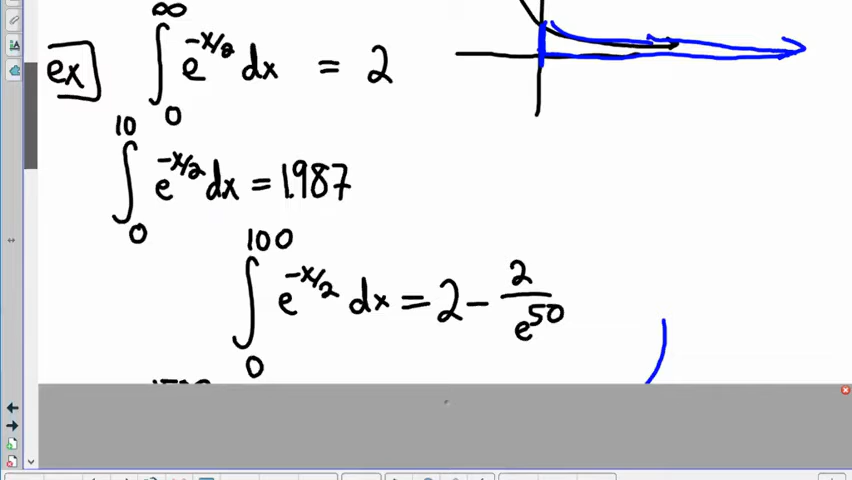 ex ∫₀^∞ e^(-x/2) dx = 2
∫₀^10 e^(-x/2) dx = 1.987
∫₀^100 e^(-x/2) dx = 2 - 2/e^50